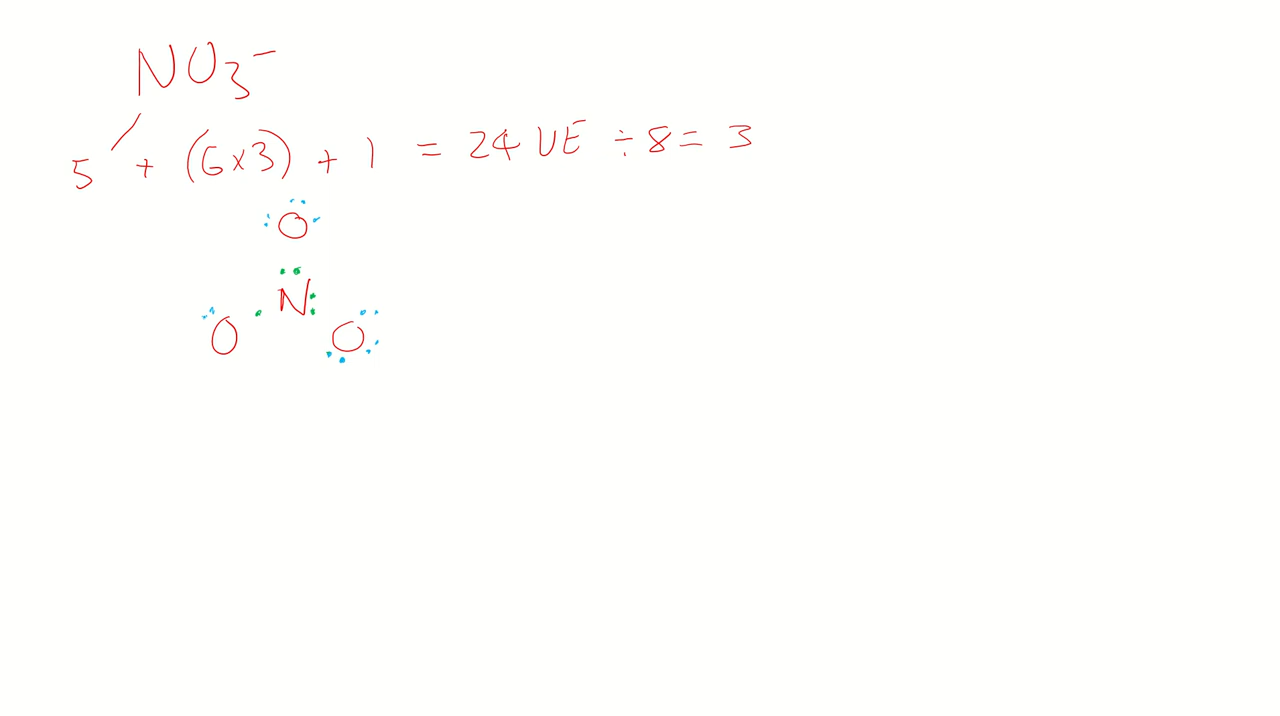 NO3-
5 + (6x3) + 1 = 24 VE ÷ 8 = 3
O
N
O O